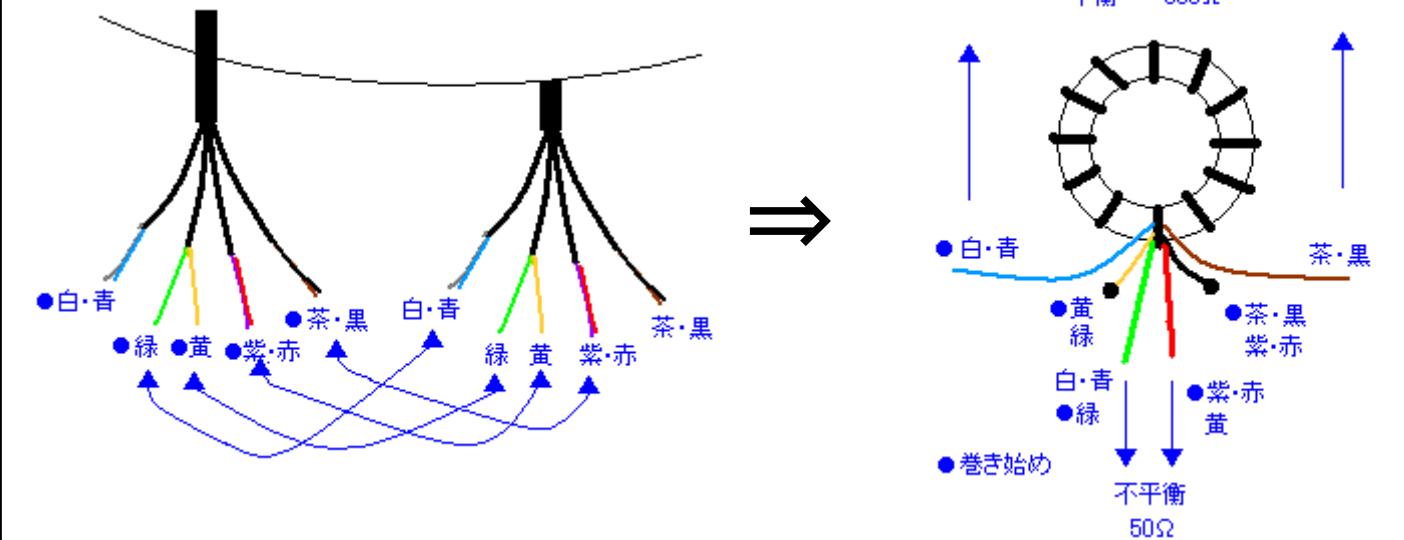 ●白・青
●緑
●黄
●紫・赤
●茶・黒
白・青
緑
黄
紫・赤
茶・黒
⇒
●白・青
茶・黒
●黄
緑
●茶・黒
紫・赤
白・青
●緑
●紫・赤
黄
●巻き始め
不平衡
50Ω